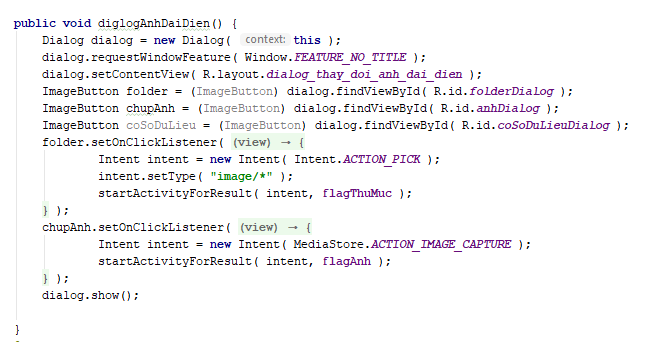 public void diglogAnhDaiDien() {
    Dialog dialog = new Dialog( context: this );
    dialog.requestWindowFeature( Window.FEATURE_NO_TITLE );
    dialog.setContentView( R.layout.dialog_thay_doi_anh_dai_dien );
    ImageButton folder = (ImageButton) dialog.findViewById( R.id.folderDialog );
    ImageButton chupAnh = (ImageButton) dialog.findViewById( R.id.anhDialog );
    ImageButton coSoDuLieu = (ImageButton) dialog.findViewById( R.id.coSoDuLieuDialog );
    folder.setOnClickListener( (view) → {
            Intent intent = new Intent( Intent.ACTION_PICK );
            intent.setType( "image/*" );
            startActivityForResult( intent, flagThuMuc );
    } );
    chupAnh.setOnClickListener( (view) → {
            Intent intent = new Intent( MediaStore.ACTION_IMAGE_CAPTURE );
            startActivityForResult( intent, flagAnh );
    } );
    dialog.show();
}